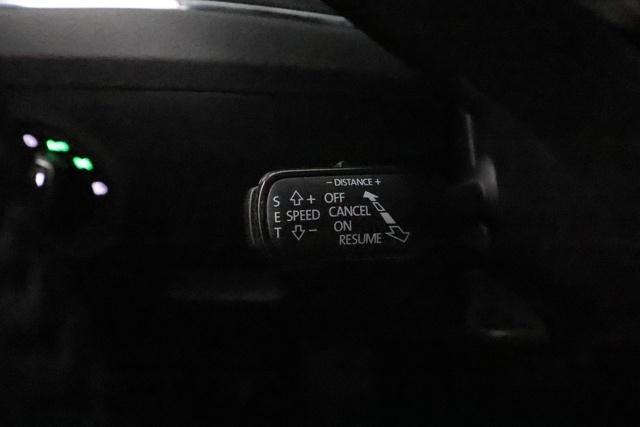 - DISTANCE +
S + OFF
E SPEED CANCEL
T - ON
RESUME